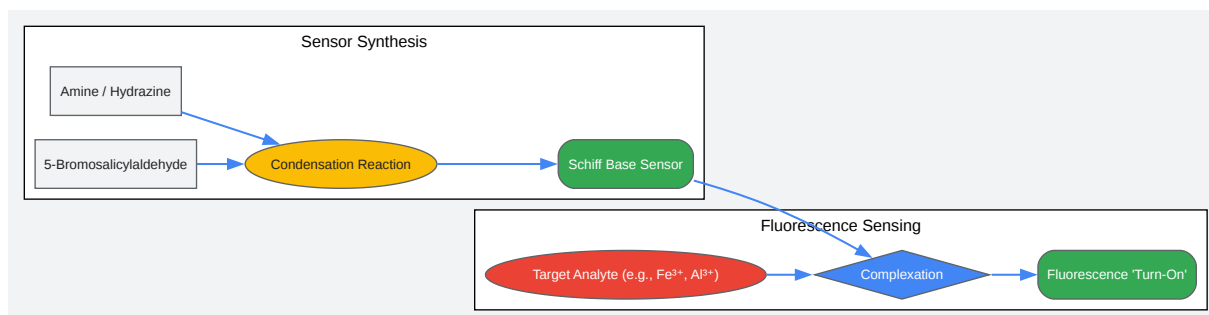 Sensor Synthesis
Amine / Hydrazine
5-Bromosalicylaldehyde
Condensation Reaction
Schiff Base Sensor
Fluorescence Sensing
Target Analyte (e.g., Fe³⁺, Al³⁺)
Complexation
Fluorescence 'Turn-On'